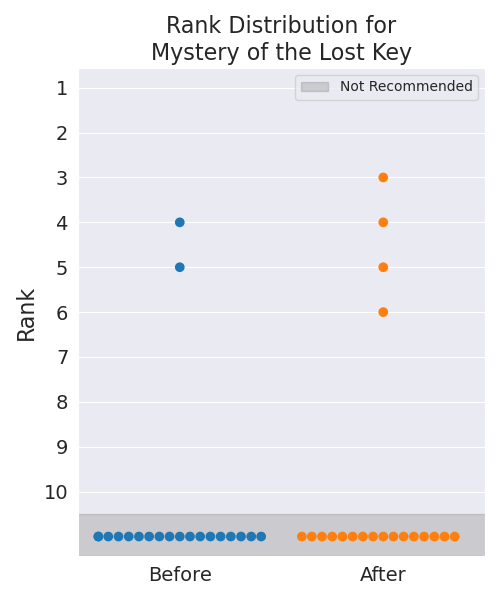 Rank Distribution for
Mystery of the Lost Key
Not Recommended
1
2
3
4
5
6
7
8
9
10
Rank
Before
After